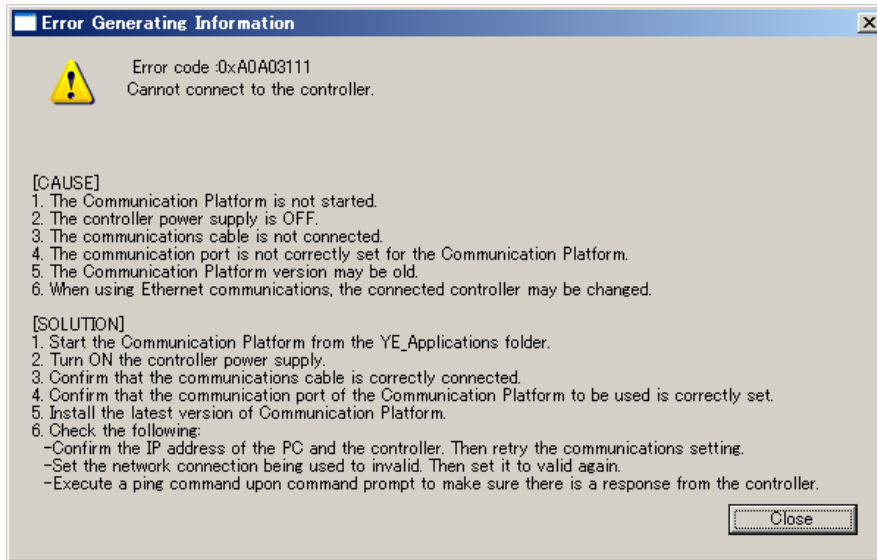 Error Generating Information
Error code :0xA0A03111
Cannot connect to the controller.
[CAUSE]
1. The Communication Platform is not started.
2. The controller power supply is OFF.
3. The communications cable is not connected.
4. The communication port is not correctly set for the Communication Platform.
5. The Communication Platform version may be old.
6. When using Ethernet communications, the connected controller may be changed.
[SOLUTION]
1. Start the Communication Platform from the YE_Applications folder.
2. Turn ON the controller power supply.
3. Confirm that the communications cable is correctly connected.
4. Confirm that the communication port of the Communication Platform to be used is correctly set.
5. Install the latest version of Communication Platform.
6. Check the following:
-Confirm the IP address of the PC and the controller. Then retry the communications setting.
-Set the network connection being used to invalid. Then set it to valid again.
-Execute a ping command upon command prompt to make sure there is a response from the controller.
Close